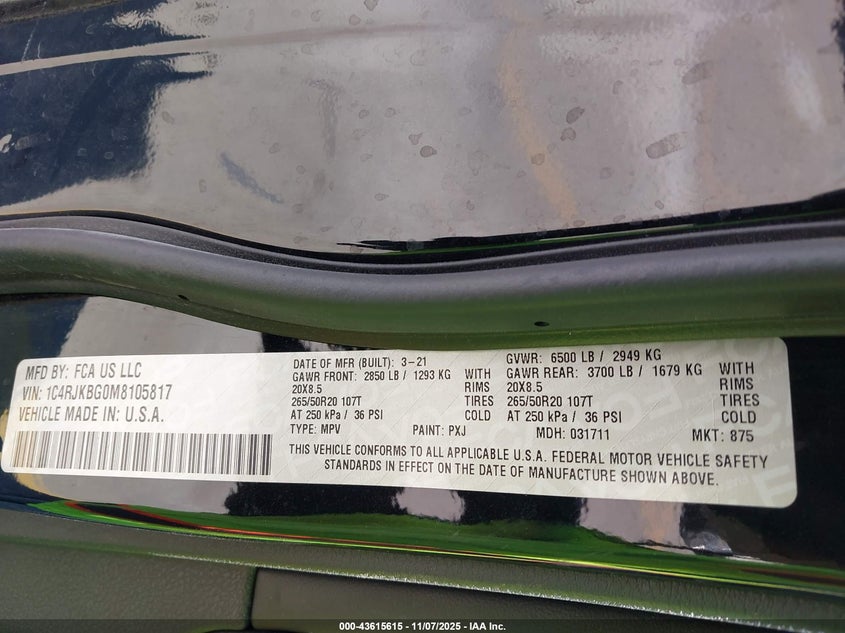 MFD BY: FCA US LLC
VIN: 1C4RJKBG0M8105817
VEHICLE MADE IN: U.S.A.
DATE OF MFR (BUILT): 3-21
GVWR: 6500 LB / 2949 KG
GAWR FRONT: 2850 LB / 1293 KG WITH
20X8.5 RIMS
265/50R20 107T TIRES
AT 250 kPa / 36 PSI COLD
GAWR REAR: 3700 LB / 1679 KG WITH
20X8.5 RIMS
265/50R20 107T TIRES
AT 250 kPa / 36 PSI COLD
TYPE: MPV PAINT: PXJ MDH: 031711 MKT: 875
THIS VEHICLE CONFORMS TO ALL APPLICABLE U.S.A. FEDERAL MOTOR VEHICLE SAFETY
STANDARDS IN EFFECT ON THE DATE OF MANUFACTURE SHOWN ABOVE.
000-43615615 - 11/07/2025 - IAA Inc.